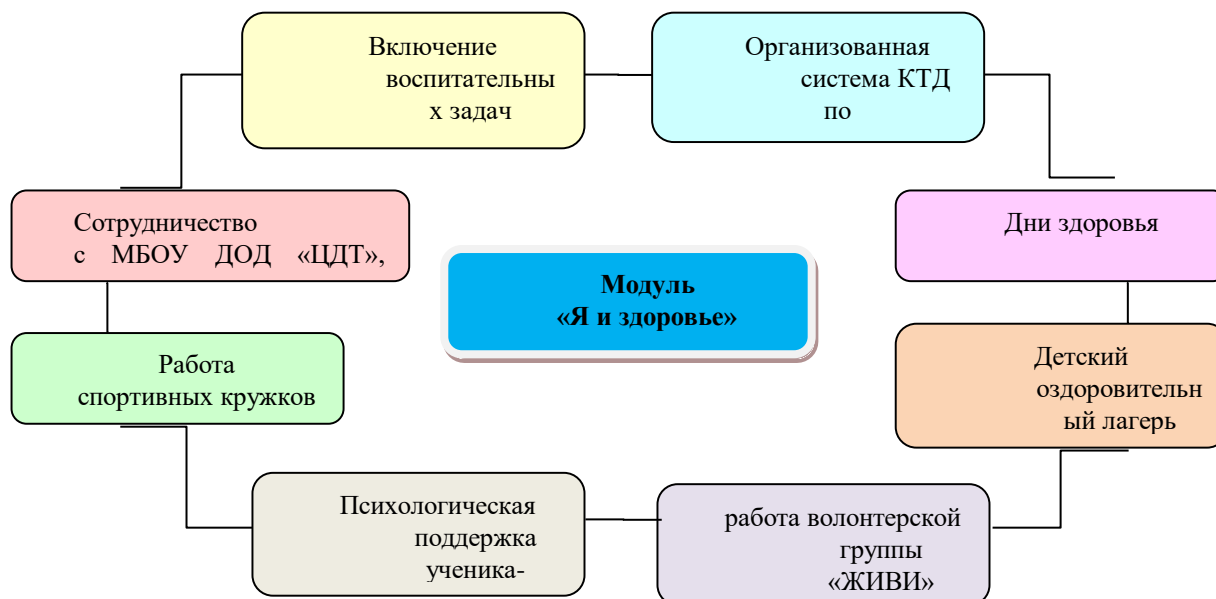 Включение
воспитательны
х задач
Организованная
система КТД
по
Сотрудничество
с МБОУ ДОД «ЦДТ»,
Дни здоровья
Модуль
«Я и здоровье»
Работа
спортивных кружков
Детский
оздоровительн
ый лагерь
Психологическая
поддержка
ученика-
работа волонтерской
группы
«ЖИВИ»